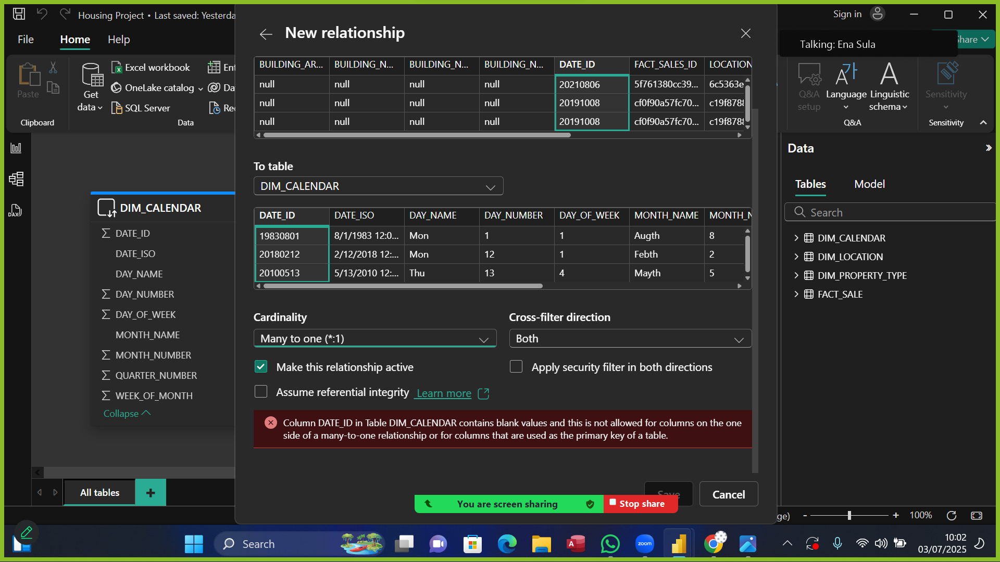 Housing Project • Last saved: Yesterda
New relationship
Sign in
File
Home
Help
Talking: Ena Sula
Share
Paste
Clipboard
Get
data
Excel workbook
OneLake catalog
SQL Server
Ent
Da
Rec
Data
Q&A
setup
Language
Linguistic
schema
Q&A
Sensitivity
Sensitivity
BUILDING_AR... BUILDING_N... BUILDING_N... BUILDING_N... DATE_ID FACT_SALES_ID LOCATION
null null null null 20210806 5f761380cc39... 6c5363e
null null null null 20191008 cf0f90a57fc70... c19f878
null null null null 20191008 cf0f90a57fc70... c19f878
To table
DIM_CALENDAR
DATE_ID DATE_ISO DAY_NAME DAY_NUMBER DAY_OF_WEEK MONTH_NAME MONTH_N
19830801 8/1/1983 12:0... Mon 1 1 Augth 8
20180212 2/12/2018 12:... Mon 12 1 Febth 2
20100513 5/13/2010 12:... Thu 13 4 Mayth 5
Cardinality
Many to one (*:1)
Cross-filter direction
Both
Make this relationship active
Apply security filter in both directions
Assume referential integrity Learn more
Column DATE_ID in Table DIM_CALENDAR contains blank values and this is not allowed for columns on the one
side of a many-to-one relationship or for columns that are used as the primary key of a table.
Save
Cancel
DAX
DIM_CALENDAR
Σ DATE_ID
DATE_ISO
DAY_NAME
Σ DAY_NUMBER
Σ DAY_OF_WEEK
MONTH_NAME
Σ MONTH_NUMBER
Σ QUARTER_NUMBER
Σ WEEK_OF_MONTH
Collapse
Data
Tables
Model
Search
DIM_CALENDAR
DIM_LOCATION
DIM_PROPERTY_TYPE
FACT_SALE
All tables
+
You are screen sharing
Stop share
ge)
- + 100%
Search
zoom
10:02
03/07/2025